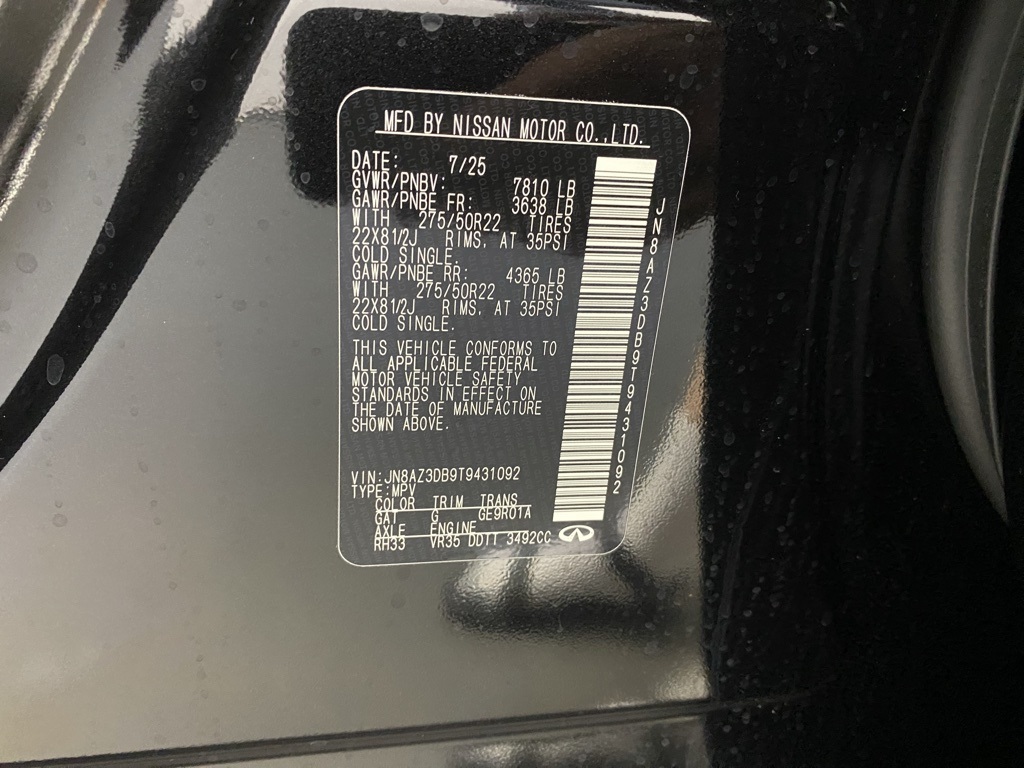 MFD BY NISSAN MOTOR CO.,LTD.
DATE: 7/25
GVWR/PNBV: 7810 LB
GAWR/PNBE FR: 3638 LB
WITH 275/50R22 TIRES
22X81/2J RIMS, AT 35PSI
COLD SINGLE.
GAWR/PNBE RR: 4365 LB
WITH 275/50R22 TIRES
22X81/2J RIMS, AT 35PSI
COLD SINGLE.
THIS VEHICLE CONFORMS TO
ALL APPLICABLE FEDERAL
MOTOR VEHICLE SAFETY
STANDARDS IN EFFECT ON
THE DATE OF MANUFACTURE
SHOWN ABOVE.
VIN:JN8AZ3DB9T9431092
TYPE:MPV
COLOR TRIM TRANS
GAT G GE9R01A
AXLE ENGINE
RH33 VR35 DDTT 3492CC
JN8AZ3DB9T9431092